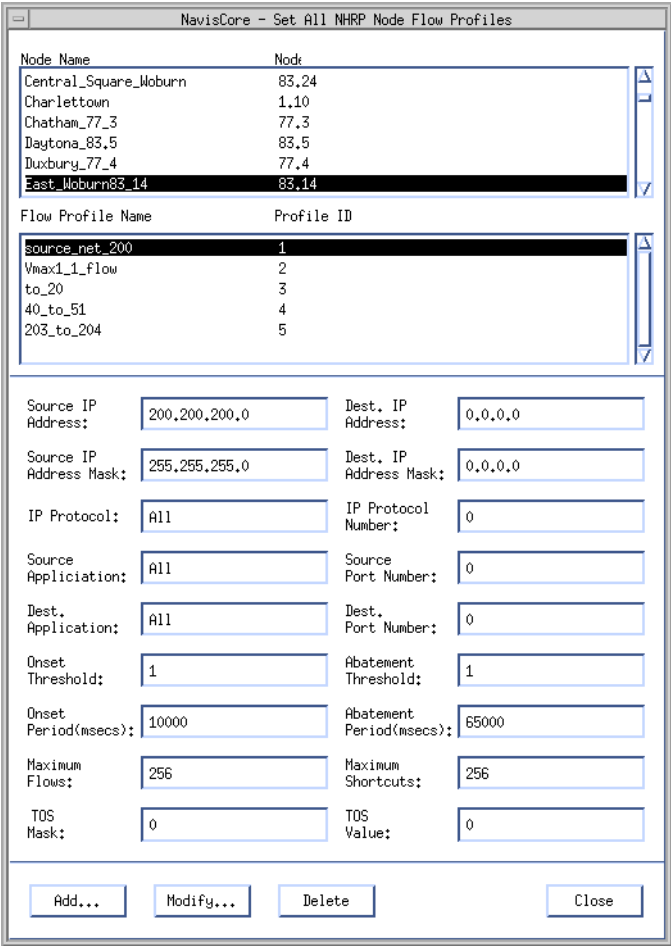 NavisCore - Set All NHRP Node Flow Profiles
Node Name Node
Central_Square_Woburn 83.24
Charlettown 1.10
Chatham_77_3 77.3
Daytona_83.5 83.5
Duxbury_77_4 77.4
East_Woburn83_14 83.14
Flow Profile Name Profile ID
source_net_200 1
Vmax1_1_flow 2
to_20 3
40_to_51 4
203_to_204 5
Source IP Address: 200.200.200.0 Dest. IP Address: 0.0.0.0
Source IP Address Mask: 255.255.255.0 Dest. IP Address Mask: 0.0.0.0
IP Protocol: All IP Protocol Number: 0
Source Appliciation: All Source Port Number: 0
Dest. Application: All Dest. Port Number: 0
Onset Threshold: 1 Abatement Threshold: 1
Onset Period(msecs): 10000 Abatement Period(msecs): 65000
Maximum Flows: 256 Maximum Shortcuts: 256
TOS Mask: 0 TOS Value: 0
Add... Modify... Delete Close